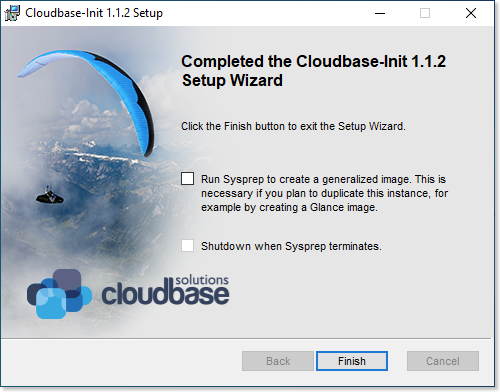 Cloudbase-Init 1.1.2 Setup
Completed the Cloudbase-Init 1.1.2
Setup Wizard
Click the Finish button to exit the Setup Wizard.
Run Sysprep to create a generalized image. This is
necessary if you plan to duplicate this instance, for
example by creating a Glance image.
Shutdown when Sysprep terminates.
solutions
cloudbase
Back
Finish
Cancel